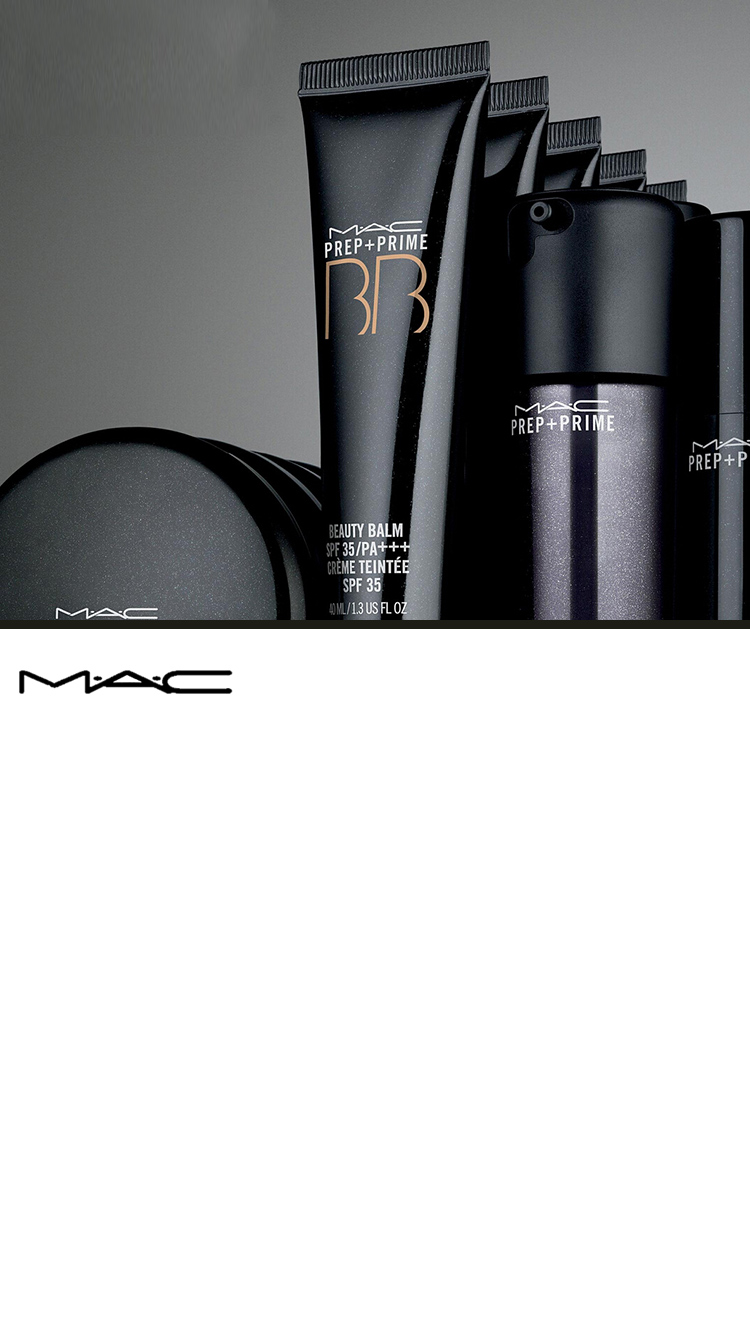 MAC
PREP+PRIME
BB
BEAUTY BALM
SPF 35/PA+++
CRÈME TEINTÉE
SPF 35
40 ML/1.3 US FL OZ
MAC
PREP+PRIME
MAC
PREP+P
MAC
MAC